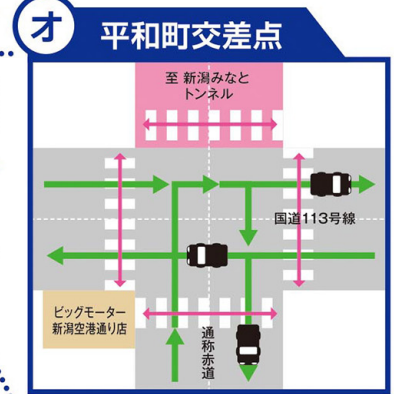 オ
平和町交差点
至 新潟みなと
トンネル
国道113号線
ビッグモーター
新潟空港通り店
通称赤道